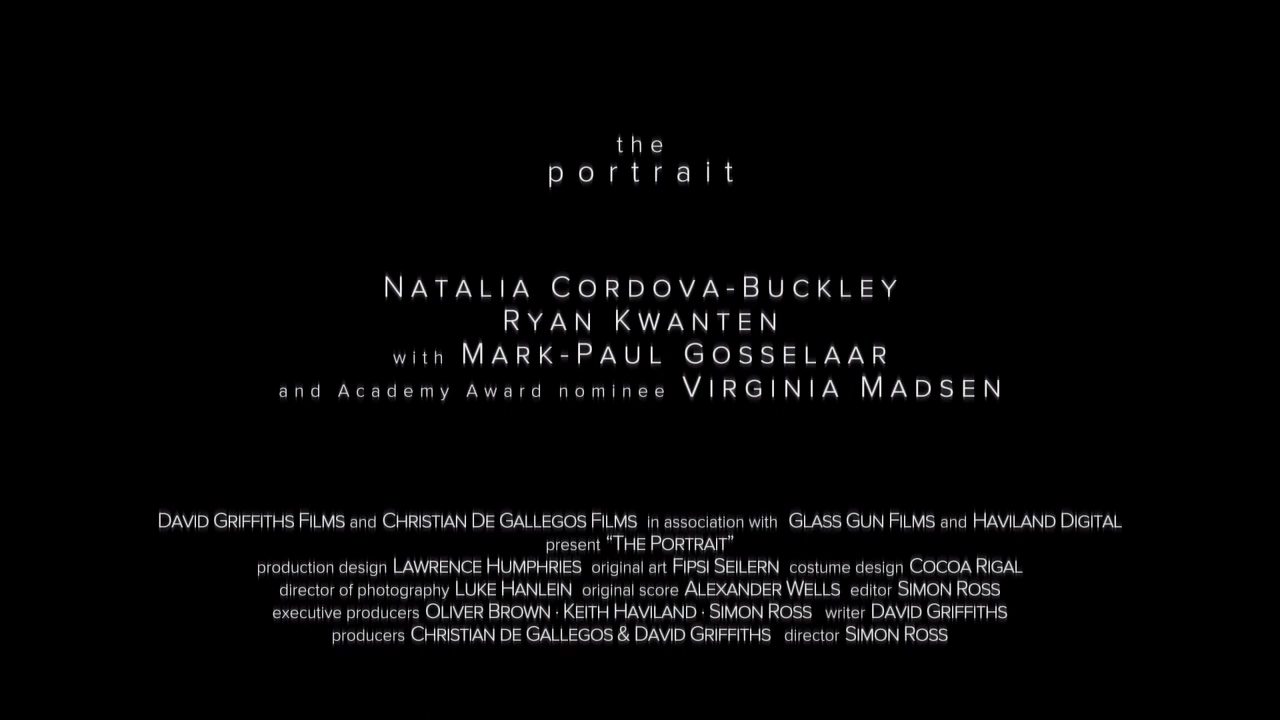 the
portrait
NATALIA CORDOVA-BUCKLEY
RYAN KWANTEN
with MARK-PAUL GOSSELAAR
and Academy Award nominee VIRGINIA MADSEN
DAVID GRIFFITHS FILMS and CHRISTIAN DE GALLEGOS FILMS in association with GLASS GUN FILMS and HAVILAND DIGITAL
present “THE PORTRAIT”
production design LAWRENCE HUMPHRIES original art FIPSI SEILERN costume design COCOA RIGAL
director of photography LUKE HANLEIN original score ALEXANDER WELLS editor SIMON ROSS
executive producers OLIVER BROWN · KEITH HAVILAND · SIMON ROSS writer DAVID GRIFFITHS
producers CHRISTIAN DE GALLEGOS & DAVID GRIFFITHS director SIMON ROSS